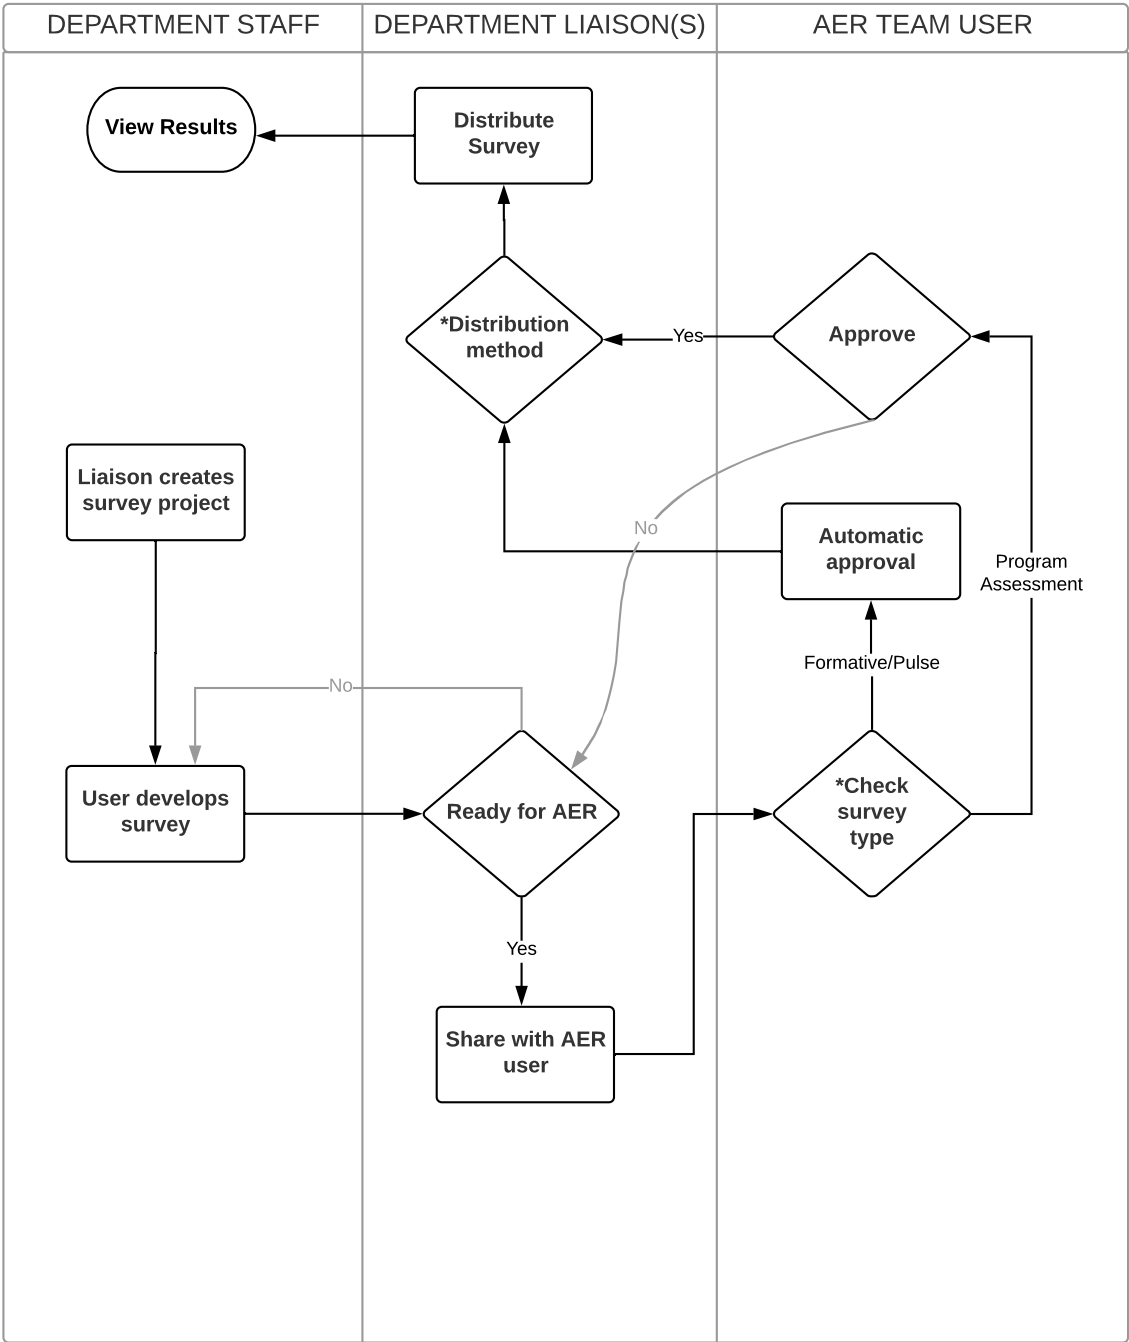 DEPARTMENT STAFF
DEPARTMENT LIAISON(S)
AER TEAM USER
View Results
Distribute
Survey
*Distribution
method
Yes
Approve
Liaison creates
survey project
No
Automatic
approval
Program
Assessment
Formative/Pulse
No
User develops
survey
Ready for AER
*Check
survey
type
Yes
Share with AER
user